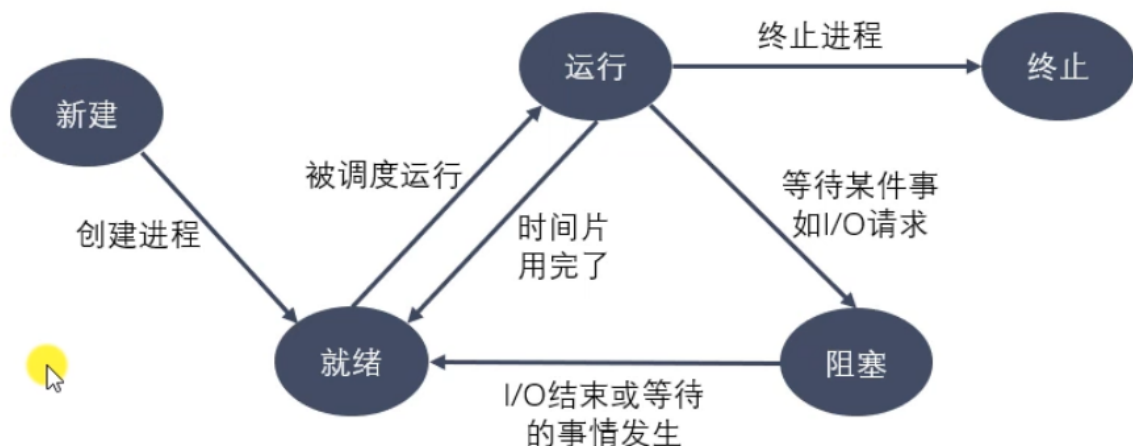 终止进程
运行
终止
新建
被调度运行
等待某件事
如I/O请求
创建进程
时间片
用完了
就绪
阻塞
I/O结束或等待
的事情发生